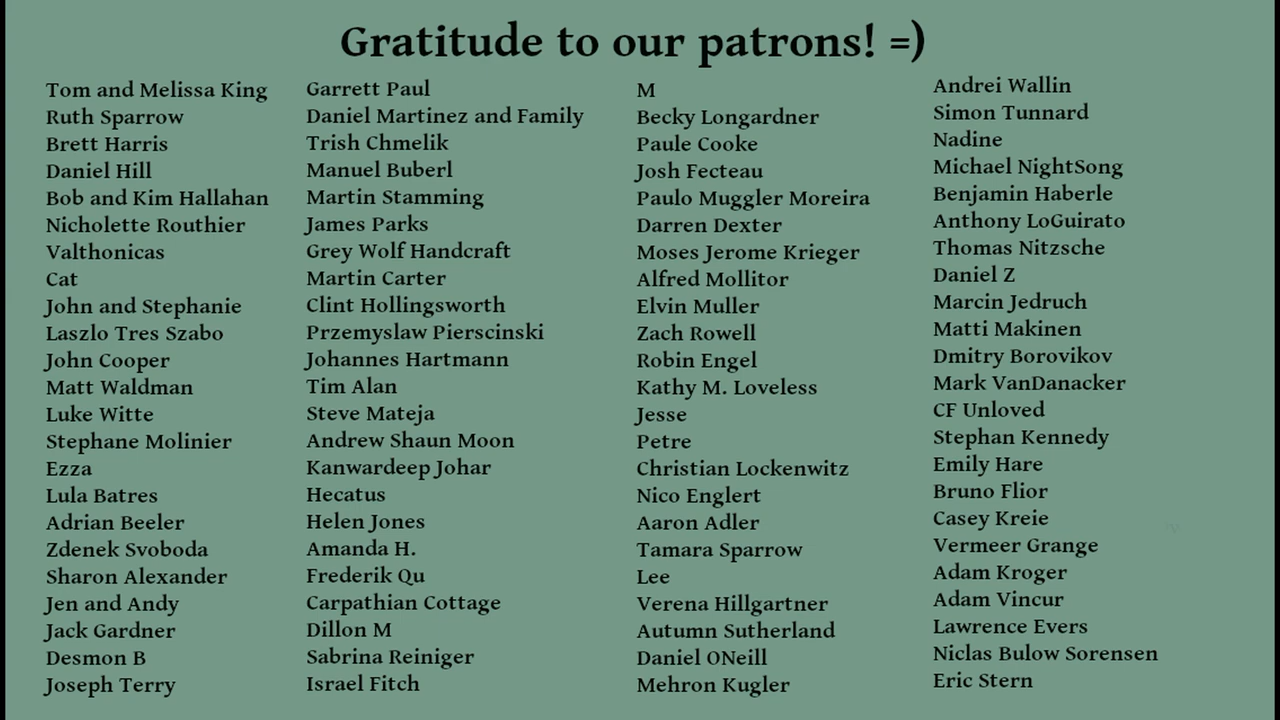 Gratitude to our patrons! =)
Tom and Melissa King
Ruth Sparrow
Brett Harris
Daniel Hill
Bob and Kim Hallahan
Nicholette Routhier
Valthonicas
Cat
John and Stephanie
Laszlo Tres Szabo
John Cooper
Matt Waldman
Luke Witte
Stephane Molinier
Ezza
Lula Batres
Adrian Beeler
Zdenek Svoboda
Sharon Alexander
Jen and Andy
Jack Gardner
Desmon B
Joseph Terry
Garrett Paul
Daniel Martinez and Family
Trish Chmelik
Manuel Buberl
Martin Stamming
James Parks
Grey Wolf Handcraft
Martin Carter
Clint Hollingsworth
Przemyslaw Pierscinski
Johannes Hartmann
Tim Alan
Steve Mateja
Andrew Shaun Moon
Kanwardeep Johar
Hecatus
Helen Jones
Amanda H.
Frederik Qu
Carpathian Cottage
Dillon M
Sabrina Reiniger
Israel Fitch
M
Becky Longardner
Paule Cooke
Josh Fecteau
Paulo Muggler Moreira
Darren Dexter
Moses Jerome Krieger
Alfred Mollitor
Elvin Muller
Zach Rowell
Robin Engel
Kathy M. Loveless
Jesse
Petre
Christian Lockenwitz
Nico Englert
Aaron Adler
Tamara Sparrow
Lee
Verena Hillgartner
Autumn Sutherland
Daniel ONeill
Mehron Kugler
Andrei Wallin
Simon Tunnard
Nadine
Michael NightSong
Benjamin Haberle
Anthony LoGuirato
Thomas Nitzsche
Daniel Z
Marcin Jedruch
Matti Makinen
Dmitry Borovikov
Mark VanDanacker
CF Unloved
Stephan Kennedy
Emily Hare
Bruno Flior
Casey Kreie
Vermeer Grange
Adam Kroger
Adam Vincur
Lawrence Evers
Niclas Bulow Sorensen
Eric Stern